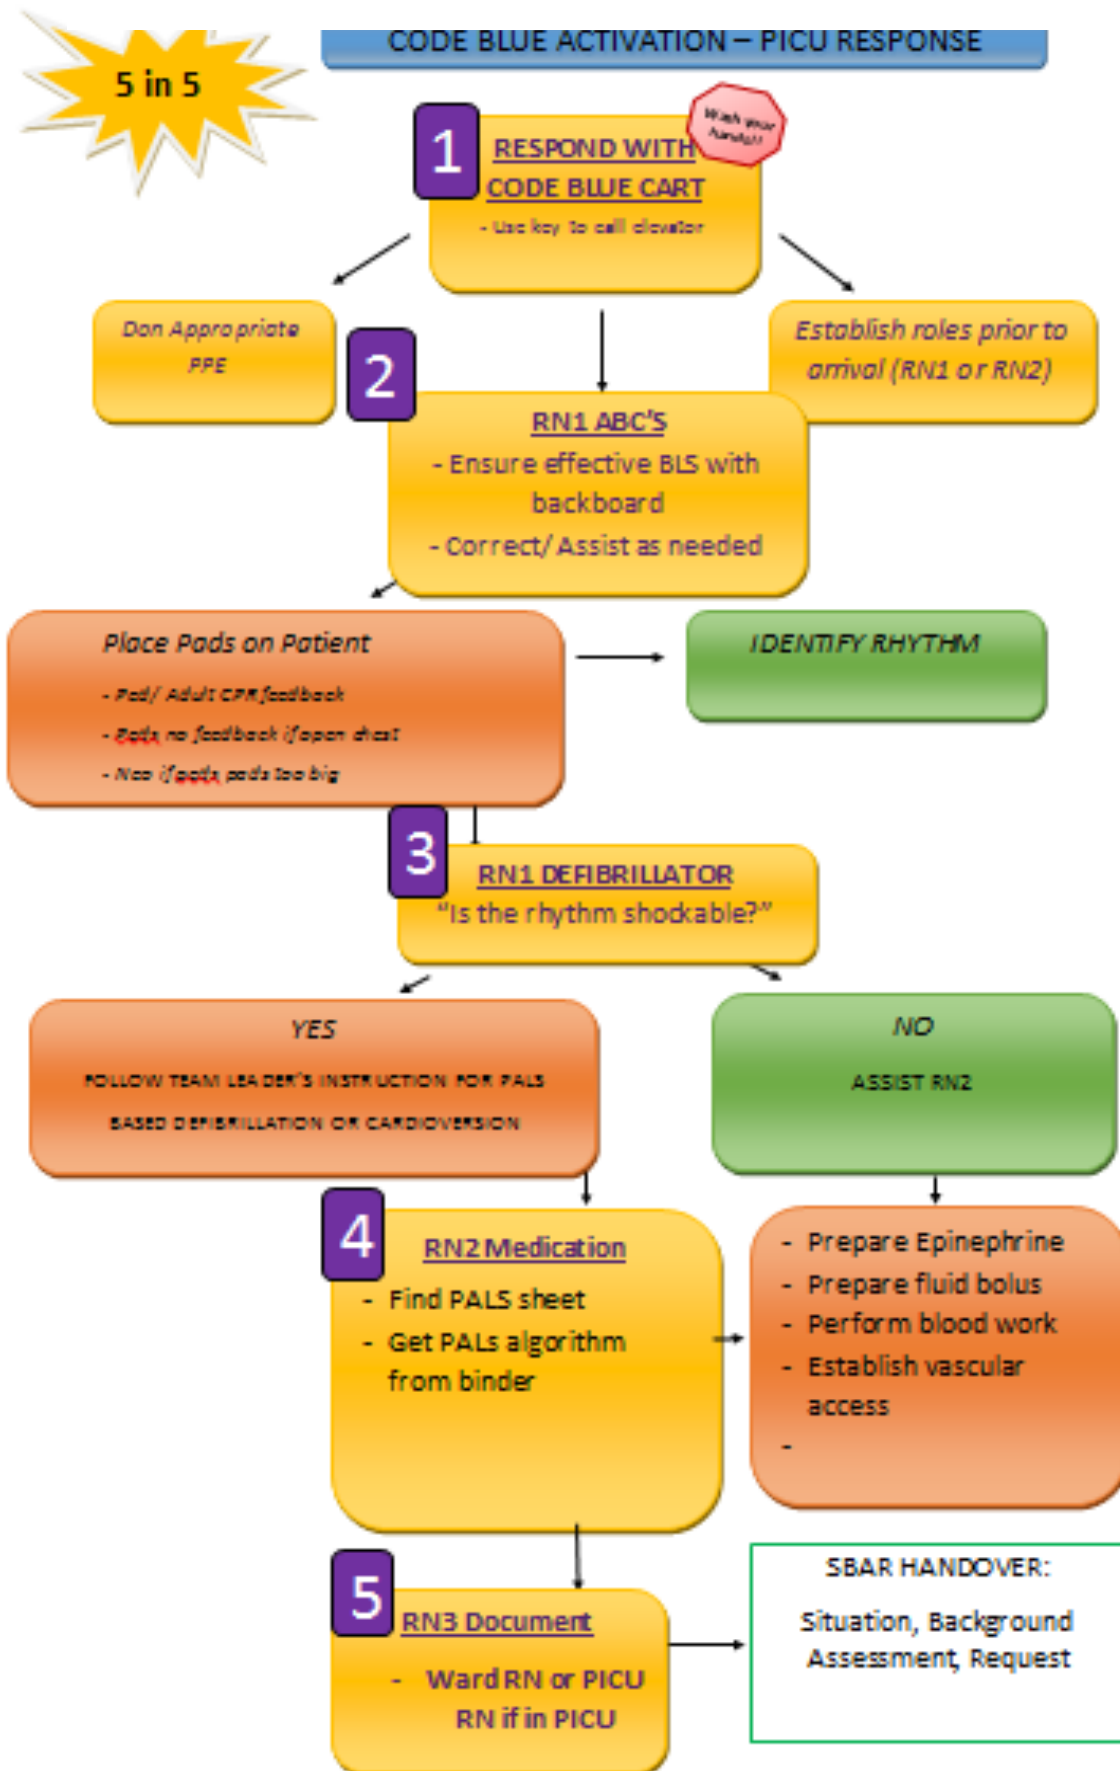 5 in 5
CODE BLUE ACTIVATION – PICU RESPONSE
1
RESPOND WITH
CODE BLUE CART
- Use key to call elevator
Wash your
hands!!
Don Appropriate
PPE
Establish roles prior to
arrival (RN1 or RN2)
2
RN1 ABC'S
- Ensure effective BLS with
backboard
- Correct/ Assist as needed
Place Pads on Patient
- Ped/ Adult CPR feedback
- Peds, no feedback if open chest
- Neo if peds, pads too big
IDENTIFY RHYTHM
3
RN1 DEFIBRILLATOR
"Is the rhythm shockable?"
YES
FOLLOW TEAM LEADER'S INSTRUCTION FOR PALS
BASED DEFIBRILLATION OR CARDIOVERSION
NO
ASSIST RN2
4
RN2 Medication
- Find PALS sheet
- Get PALs algorithm
from binder
- Prepare Epinephrine
- Prepare fluid bolus
- Perform blood work
- Establish vascular
access
-
5
RN3 Document
- Ward RN or PICU
RN if in PICU
SBAR HANDOVER:
Situation, Background
Assessment, Request